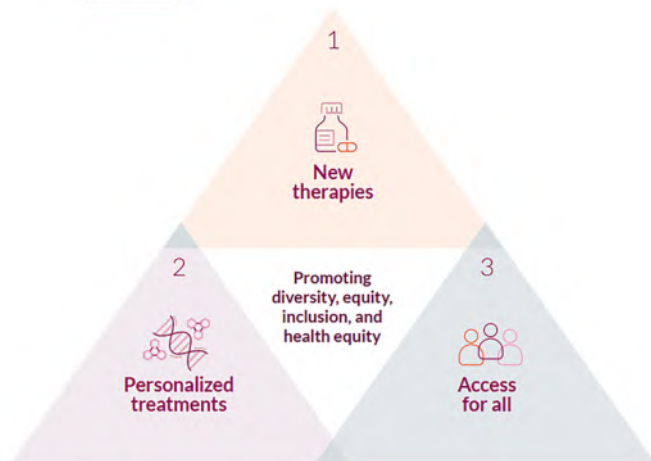 1
New
therapies
2
Promoting
diversity, equity,
inclusion, and
health equity
3
Personalized
treatments
Access
for all